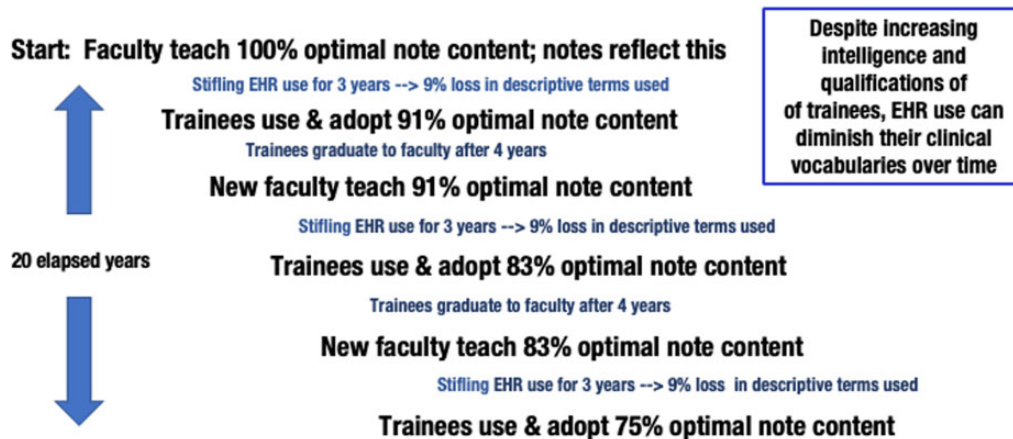 Start: Faculty teach 100% optimal note content; notes reflect this
Stifling EHR use for 3 years --> 9% loss in descriptive terms used
Trainees use & adopt 91% optimal note content
Trainees graduate to faculty after 4 years
New faculty teach 91% optimal note content
Stifling EHR use for 3 years --> 9% loss in descriptive terms used
20 elapsed years
Trainees use & adopt 83% optimal note content
Trainees graduate to faculty after 4 years
New faculty teach 83% optimal note content
Stifling EHR use for 3 years --> 9% loss in descriptive terms used
Trainees use & adopt 75% optimal note content
Despite increasing
intelligence and
qualifications of
of trainees, EHR use can
diminish their clinical
vocabularies over time